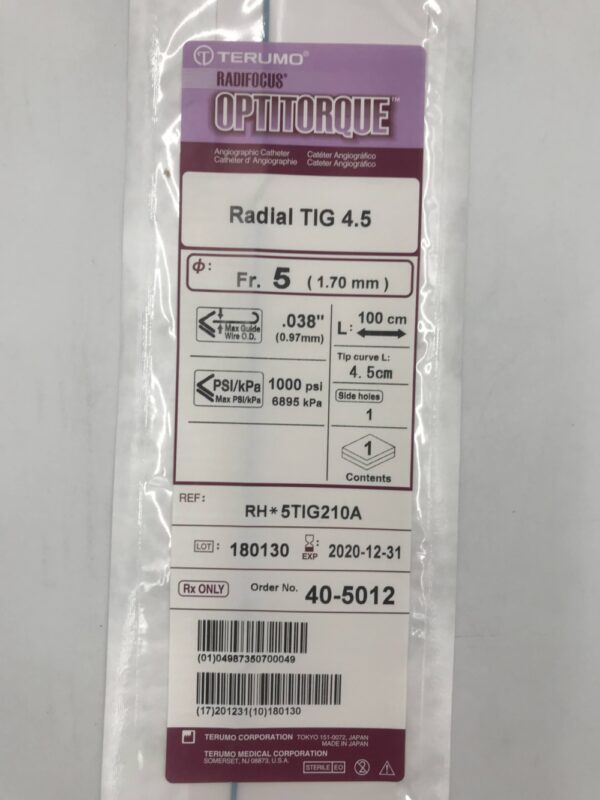 TERUMO®
RADIFOCUS®
OPTITORQUE™
Angiographic Catheter Catéter Angiográfico
Cathéter d' Angiographie Cateter Angiográfico
Radial TIG 4.5
Φ: Fr. 5 (1.70 mm)
Max Guide Wire O.D. .038"
(0.97mm)
L: 100 cm
Tip curve L:
4.5cm
PSI/kPa
Max PSI/kPa
1000 psi
6895 kPa
Side holes
1
1
Contents
REF:
RH*5TIG210A
LOT: 180130 EXP: 2020-12-31
Rx ONLY Order No. 40-5012
(01)04987350700049
(17)201231(10)180130
TERUMO CORPORATION TOKYO 151-0072, JAPAN
MADE IN JAPAN
TERUMO MEDICAL CORPORATION
SOMERSET, NJ 08873, U.S.A.
STERILE EO